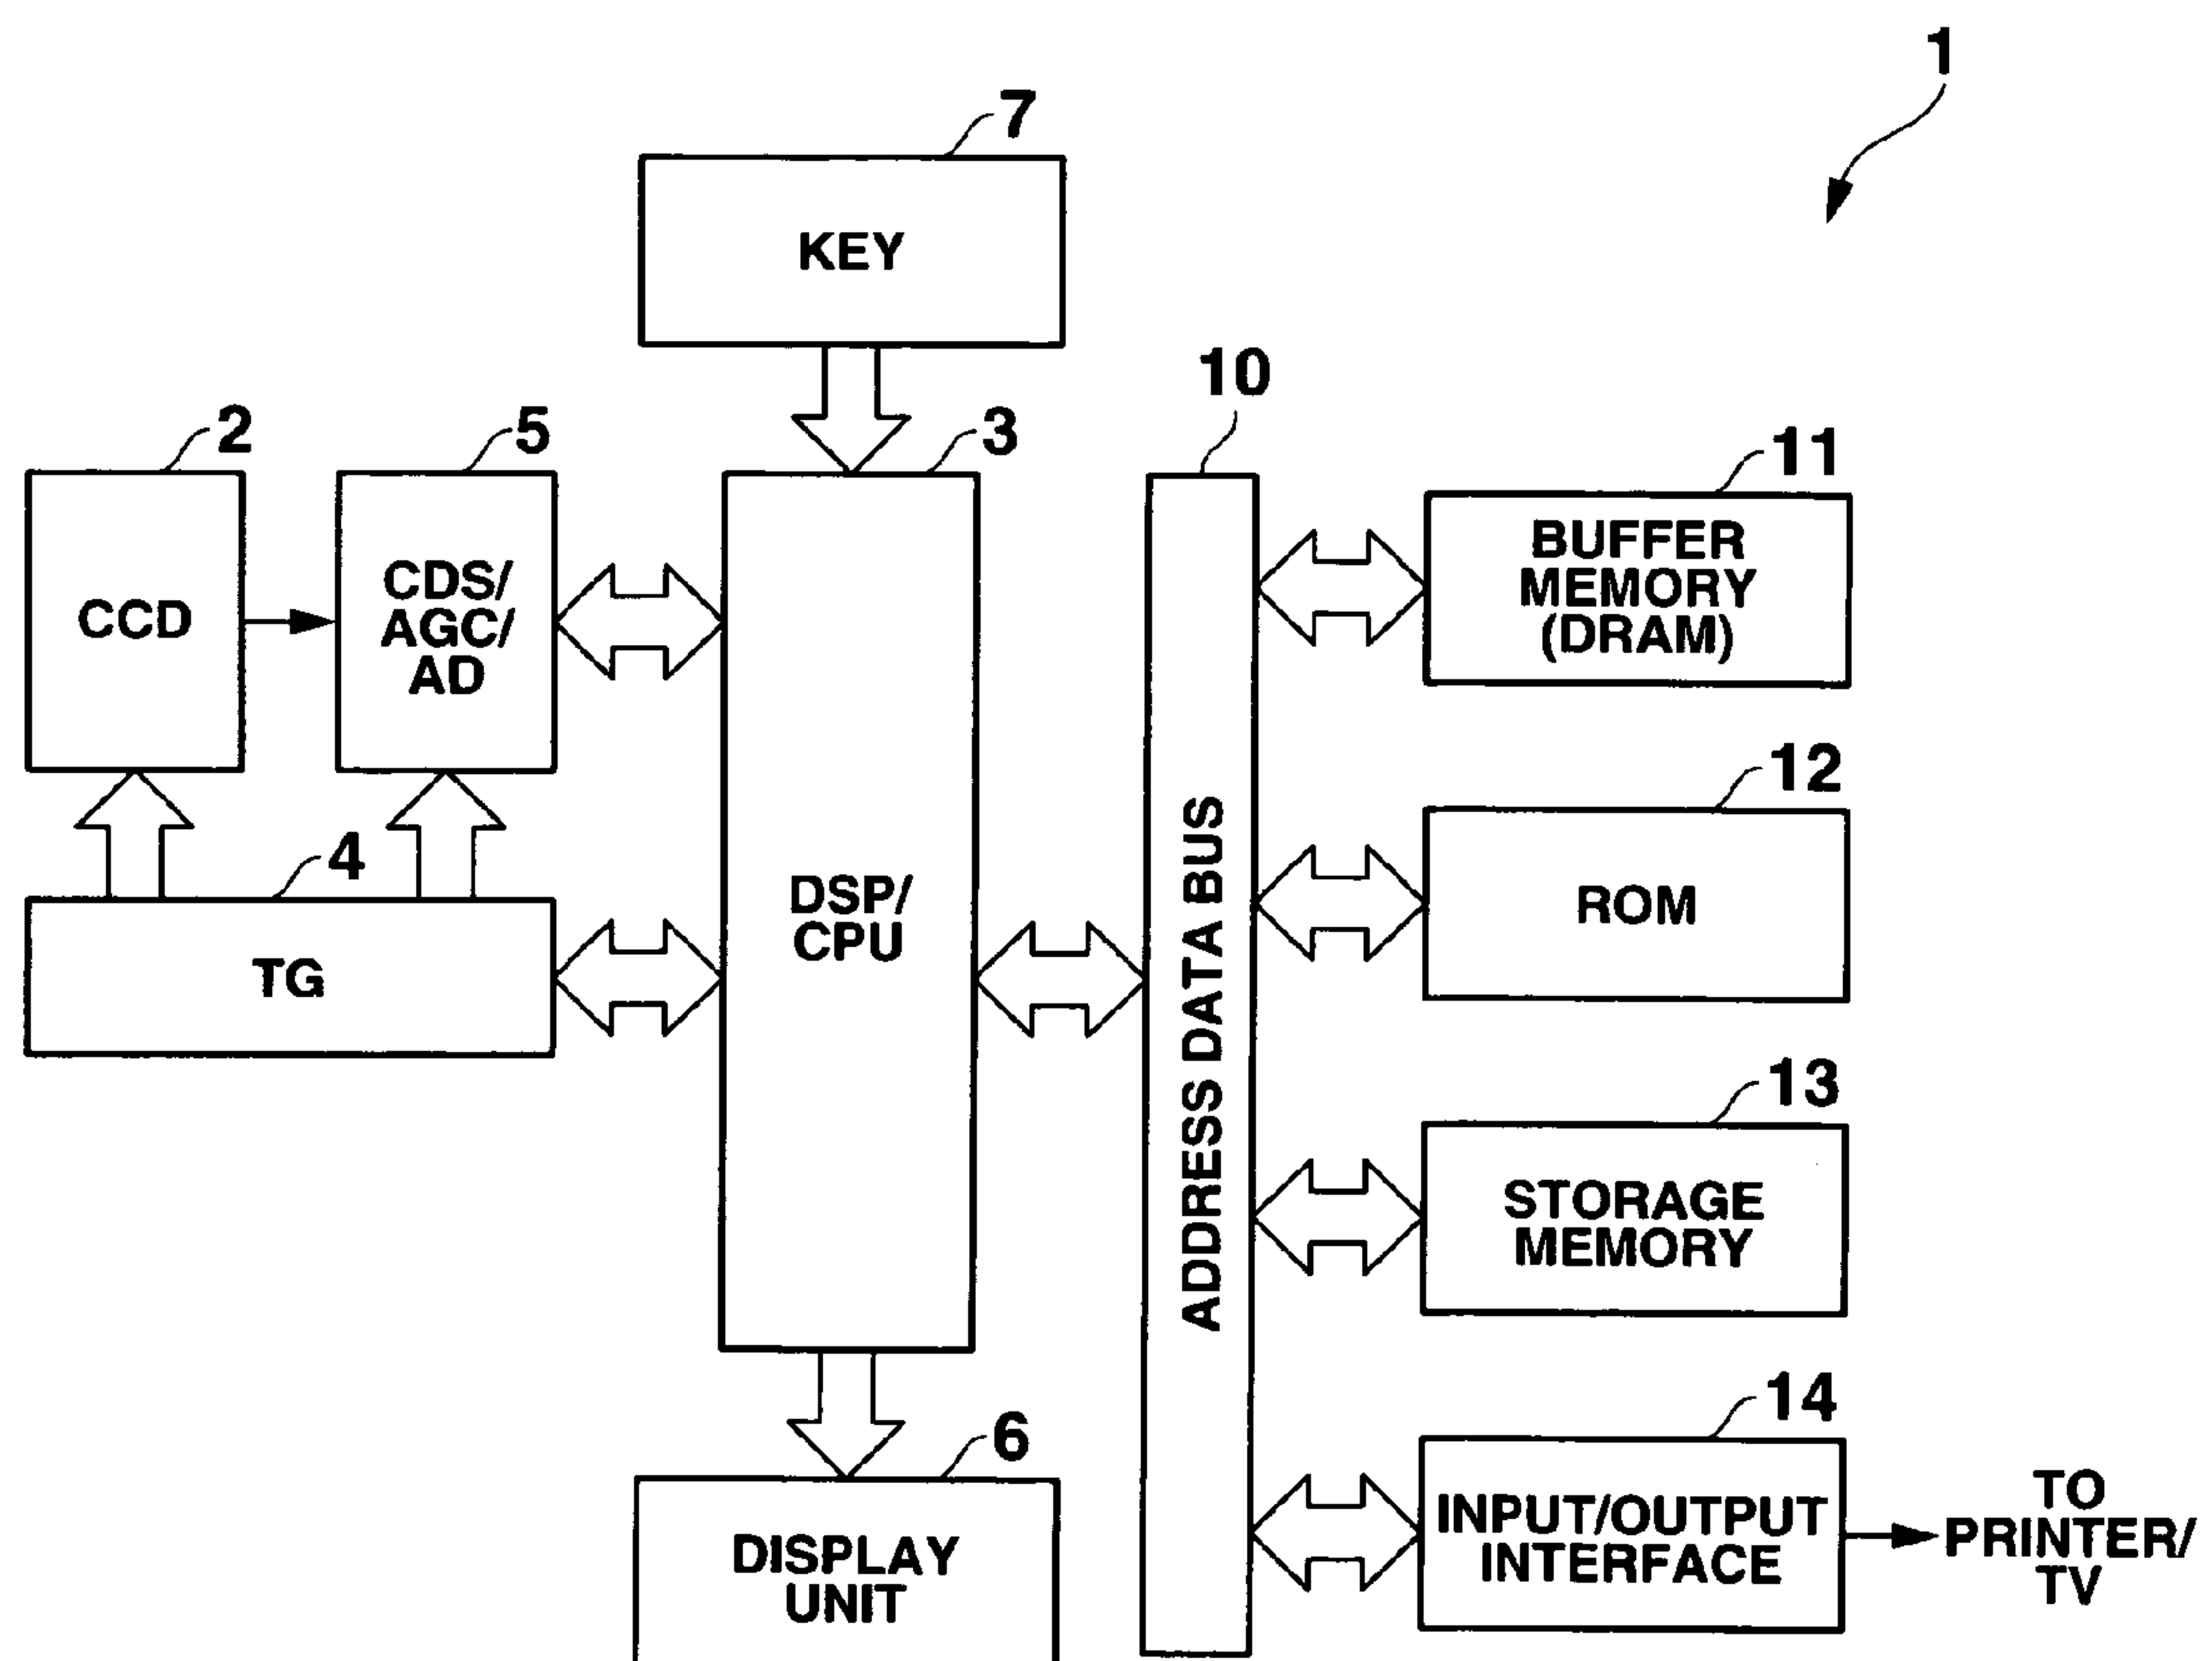 1
7
KEY
10
2
5
3
11
CCD
CDS/
AGC/
AD
BUFFER
MEMORY
(DRAM)
4
12
TG
DSP/
CPU
ADDRESS DATA BUS
ROM
13
STORAGE
MEMORY
6
14
DISPLAY
UNIT
INPUT/OUTPUT
INTERFACE
TO
PRINTER/
TV